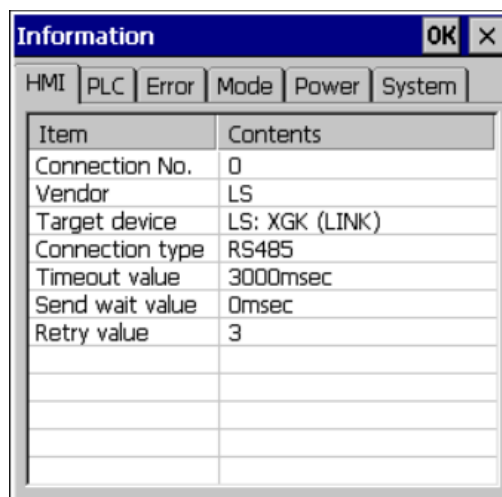 Information OK ×
HMI PLC Error Mode Power System
Item Contents
Connection No. 0
Vendor LS
Target device LS: XGK (LINK)
Connection type RS485
Timeout value 3000msec
Send wait value 0msec
Retry value 3